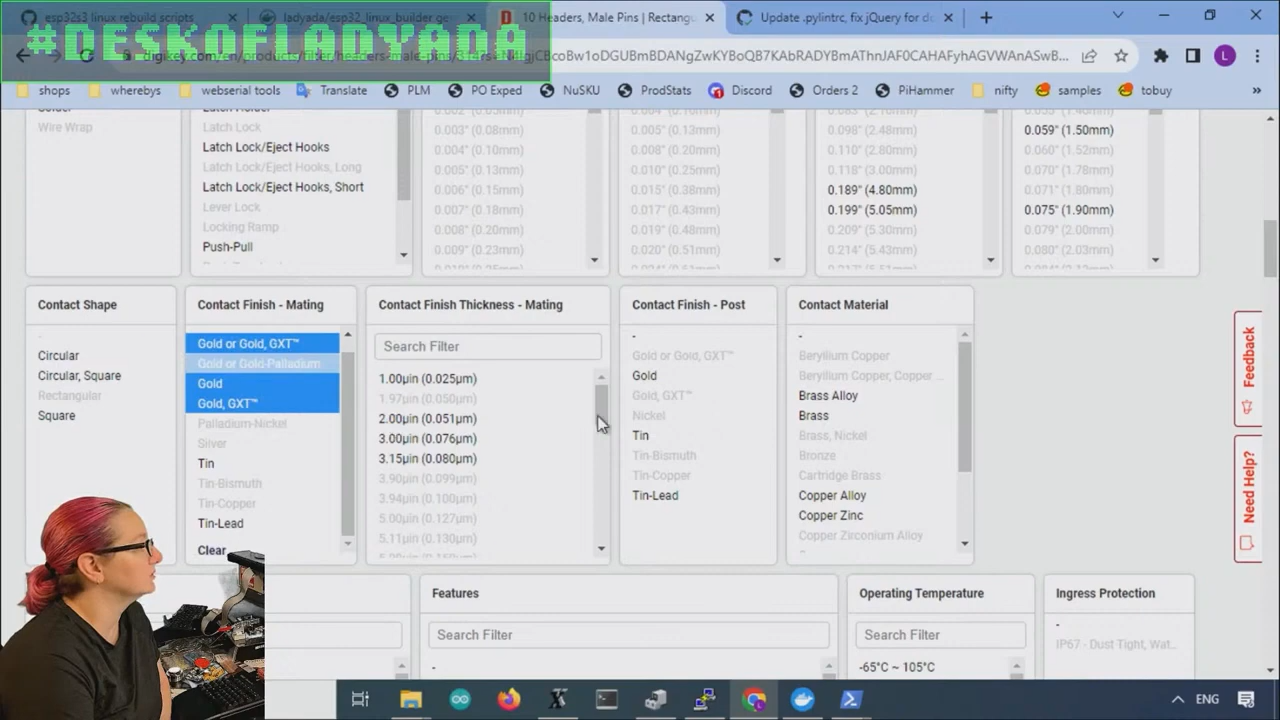 esp32s3 linux rebuild scripts
ladyada/esp32_linux_builder
10 Headers, Male Pins | Rectangu
Update .pylintrc, fix jQuery for do
#DESKOFLADYADA
shops
wherebys
webserial tools
Translate
PLM
PO Exped
NuSKU
ProdStats
Discord
Orders 2
PiHammer
nifty
samples
tobuy
»
Wire Wrap
Latch Lock
Latch Lock/Eject Hooks
Latch Lock/Eject Hooks, Long
Latch Lock/Eject Hooks, Short
Lever Lock
Locking Ramp
Push-Pull
0.003" (0.08mm)
0.004" (0.10mm)
0.005" (0.13mm)
0.006" (0.15mm)
0.007" (0.18mm)
0.008" (0.20mm)
0.009" (0.23mm)
0.005" (0.13mm)
0.008" (0.20mm)
0.010" (0.25mm)
0.015" (0.38mm)
0.017" (0.43mm)
0.019" (0.48mm)
0.020" (0.51mm)
0.098" (2.48mm)
0.110" (2.80mm)
0.118" (3.00mm)
0.189" (4.80mm)
0.199" (5.05mm)
0.209" (5.30mm)
0.214" (5.43mm)
0.059" (1.50mm)
0.060" (1.52mm)
0.070" (1.78mm)
0.071" (1.80mm)
0.075" (1.90mm)
0.079" (2.00mm)
0.080" (2.03mm)
Contact Shape
-
Circular
Circular, Square
Rectangular
Square
Contact Finish - Mating
Gold or Gold, GXT™
Gold or Gold-Palladium
Gold
Gold, GXT™
Palladium-Nickel
Silver
Tin
Tin-Bismuth
Tin-Copper
Tin-Lead
Clear
Contact Finish Thickness - Mating
Search Filter
1.00µin (0.025µm)
1.97µin (0.050µm)
2.00µin (0.051µm)
3.00µin (0.076µm)
3.15µin (0.080µm)
3.90µin (0.099µm)
3.94µin (0.100µm)
5.00µin (0.127µm)
5.11µin (0.130µm)
Contact Finish - Post
-
Gold or Gold, GXT™
Gold
Gold, GXT™
Nickel
Tin
Tin-Bismuth
Tin-Copper
Tin-Lead
Contact Material
-
Beryllium Copper
Beryllium Copper, Copper ...
Brass Alloy
Brass
Brass, Nickel
Bronze
Cartridge Brass
Copper Alloy
Copper Zinc
Copper Zirconium Alloy
Feedback
Need Help?
Features
Search Filter
-
Operating Temperature
Search Filter
-65°C ~ 105°C
Ingress Protection
-
IP67 - Dust Tight, Wat...
ENG